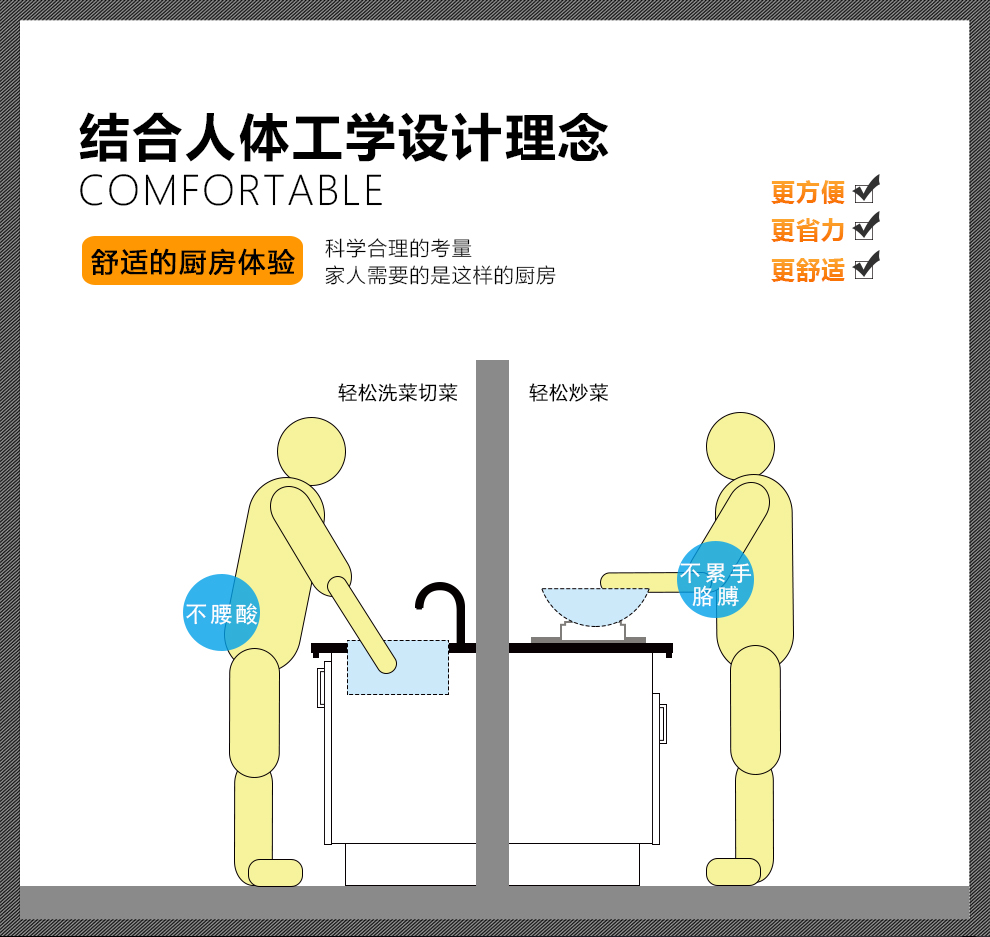 结合人体工学设计理念
COMFORTABLE
舒适的厨房体验
科学合理的考量
家人需要的是这样的厨房
更方便
更省力
更舒适
轻松洗菜切菜
轻松炒菜
不腰酸
不累手
胳膊